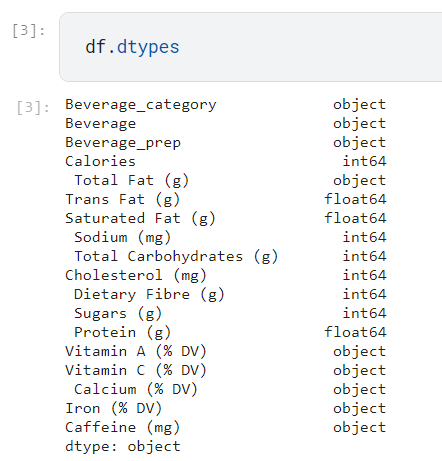 [3]:
df.dtypes
[3]:
Beverage_category object
Beverage object
Beverage_prep object
Calories int64
Total Fat (g) object
Trans Fat (g) float64
Saturated Fat (g) float64
Sodium (mg) int64
Total Carbohydrates (g) int64
Cholesterol (mg) int64
Dietary Fibre (g) int64
Sugars (g) int64
Protein (g) float64
Vitamin A (% DV) object
Vitamin C (% DV) object
Calcium (% DV) object
Iron (% DV) object
Caffeine (mg) object
dtype: object